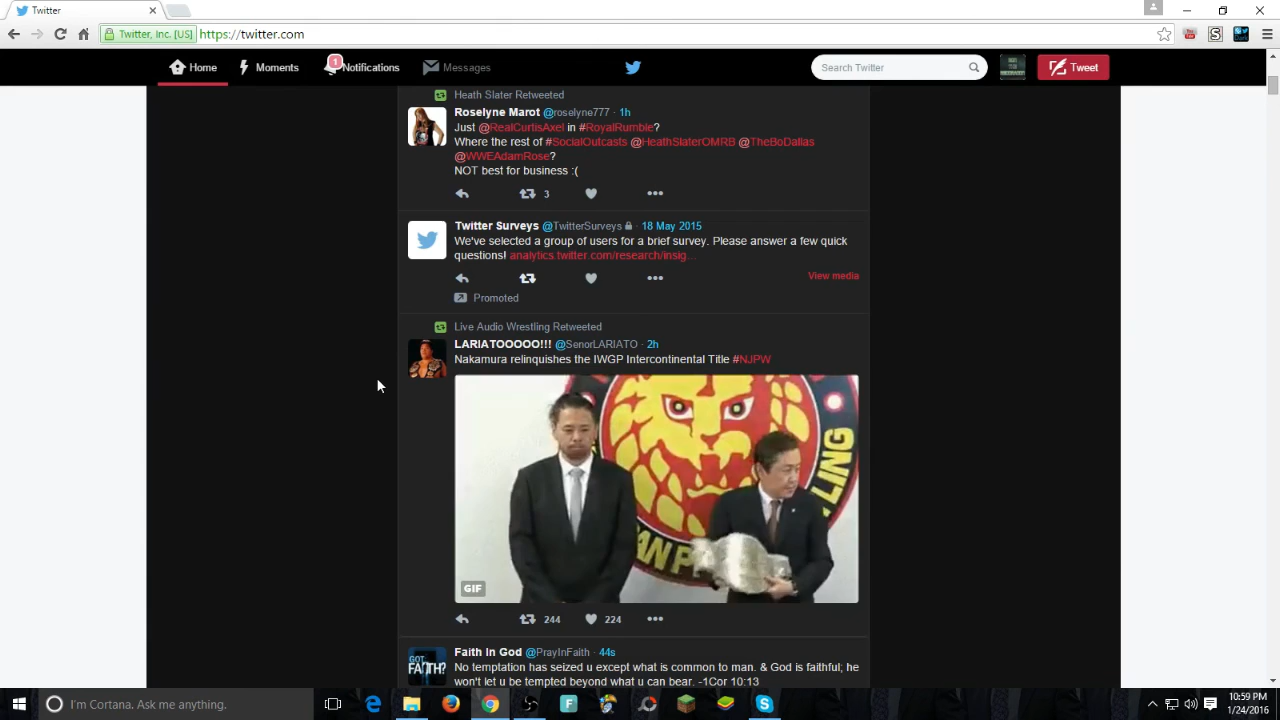 Twitter
Twitter, Inc. [US] https://twitter.com
Home Moments 1 Notifications Messages Search Twitter Tweet
Heath Slater Retweeted
Roselyne Marot @roselyne777 · 1h
Just @RealCurtisAxel in #RoyalRumble?
Where the rest of #SocialOutcasts @HeathSlaterOMRB @TheBoDallas
@WWEAdamRose?
NOT best for business :(
3
Twitter Surveys @TwitterSurveys · 18 May 2015
We've selected a group of users for a brief survey. Please answer a few quick
questions! analytics.twitter.com/research/insig…
View media
Promoted
Live Audio Wrestling Retweeted
LARIATOOOOO!!! @SenorLARIATO · 2h
Nakamura relinquishes the IWGP Intercontinental Title #NJPW
LING
AN P
GIF
244 224
Faith In God @PrayInFaith · 44s
GOT
FAITH?
No temptation has seized u except what is common to man. & God is faithful; he
won't let u be tempted beyond what u can bear. -1Cor 10:13
I'm Cortana. Ask me anything.
10:59 PM
1/24/2016